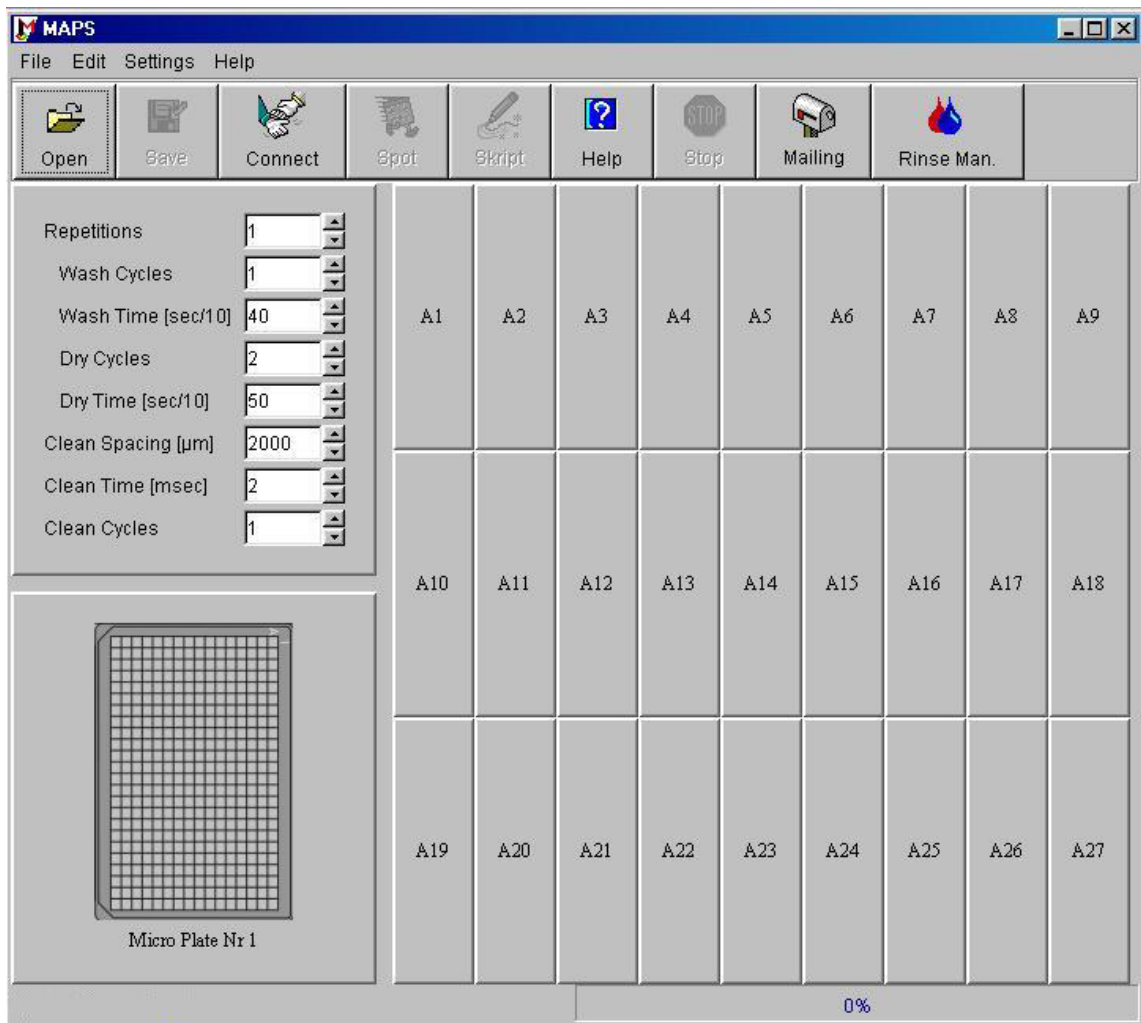 MAPS
File Edit Settings Help
Open Save Connect Spot Skript Help Stop Mailing Rinse Man.
Repetitions 1
Wash Cycles 1
Wash Time [sec/10] 40
Dry Cycles 2
Dry Time [sec/10] 50
Clean Spacing [µm] 2000
Clean Time [msec] 2
Clean Cycles 1
Micro Plate Nr 1
A1 A2 A3 A4 A5 A6 A7 A8 A9
A10 A11 A12 A13 A14 A15 A16 A17 A18
A19 A20 A21 A22 A23 A24 A25 A26 A27
0%